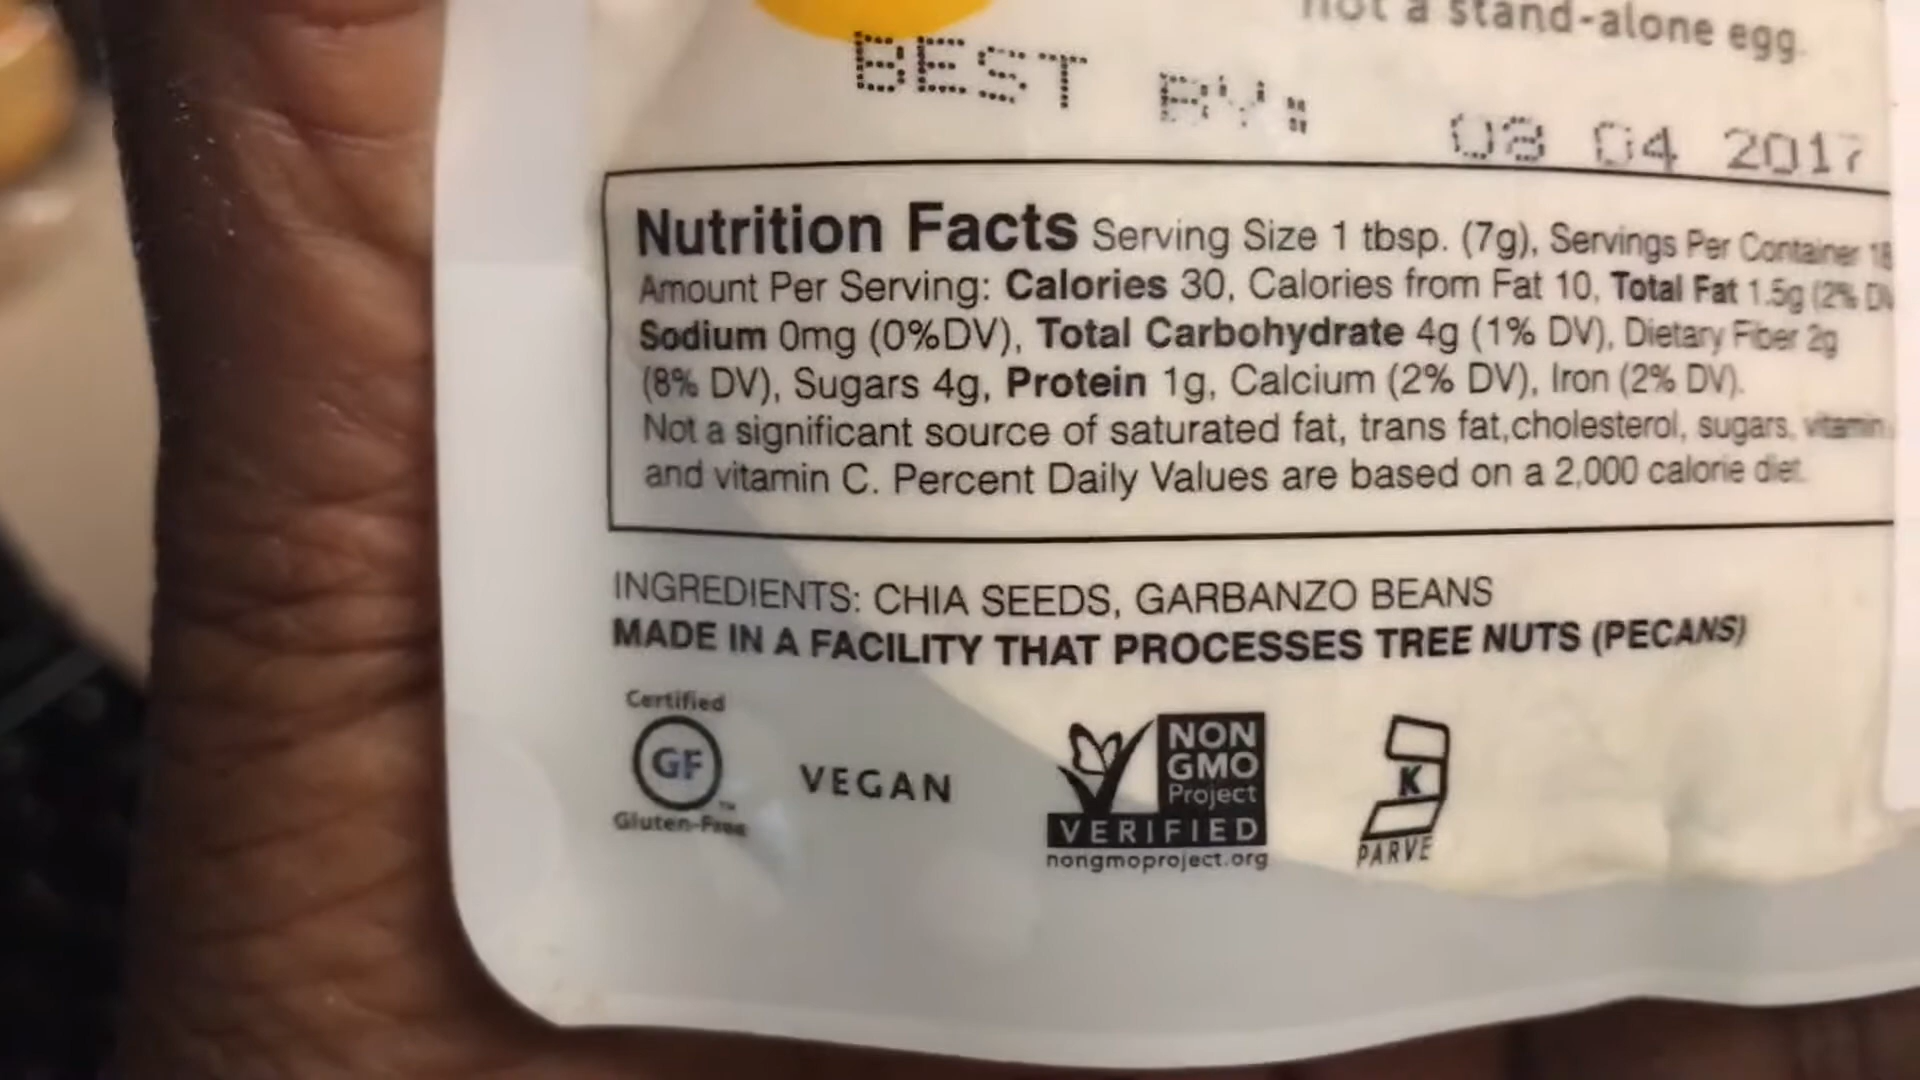 not a stand-alone egg.
BEST BY: 08 04 2017
Nutrition Facts Serving Size 1 tbsp. (7g), Servings Per Container 18
Amount Per Serving: Calories 30, Calories from Fat 10, Total Fat 1.5g (2% DV
Sodium 0mg (0%DV), Total Carbohydrate 4g (1% DV), Dietary Fiber 2g
(8% DV), Sugars 4g, Protein 1g, Calcium (2% DV), Iron (2% DV).
Not a significant source of saturated fat, trans fat,cholesterol, sugars, vitamin
and vitamin C. Percent Daily Values are based on a 2,000 calorie diet.
INGREDIENTS: CHIA SEEDS, GARBANZO BEANS
MADE IN A FACILITY THAT PROCESSES TREE NUTS (PECANS)
Certified
GF
Gluten-Free
VEGAN
NON
GMO
Project
VERIFIED
nongmoproject.org
K
PARVE